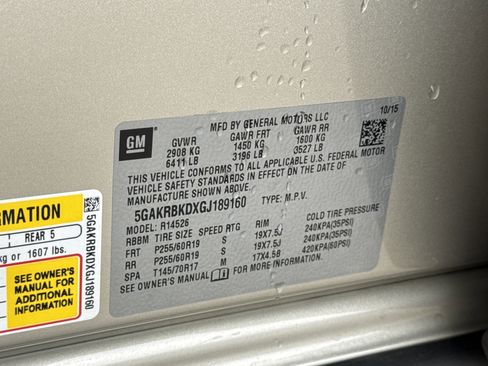 GM
MFD BY GENERAL MOTORS LLC
10/15
GVWR GAWR FRT GAWR RR
2908 KG 1450 KG 1600 KG
6411 LB 3196 LB 3527 LB
THIS VEHICLE CONFORMS TO ALL APPLICABLE U.S. FEDERAL MOTOR
VEHICLE SAFETY STANDARDS IN EFFECT ON THE DATE OF
MANUFACTURE SHOWN ABOVE.
5GAKRBKDXGJ189160 TYPE: M.P.V.
MODEL: R14526
RBBM TIRE SIZE SPEED RTG RIM COLD TIRE PRESSURE
FRT P255/60R19 S 19X7.5J 240KPA(35PSI)
RR P255/60R19 S 19X7.5J 240KPA(35PSI)
SPA T145/70R17 M 17X4.5B 420KPA(60PSI)
SEE OWNER'S MANUAL FOR MORE INFORMATION
RMATION
REAR 5
kg or 1607 lbs.
SEE OWNER'S
MANUAL FOR
ADDITIONAL
INFORMATION
5GAKRBKDXGJ189160